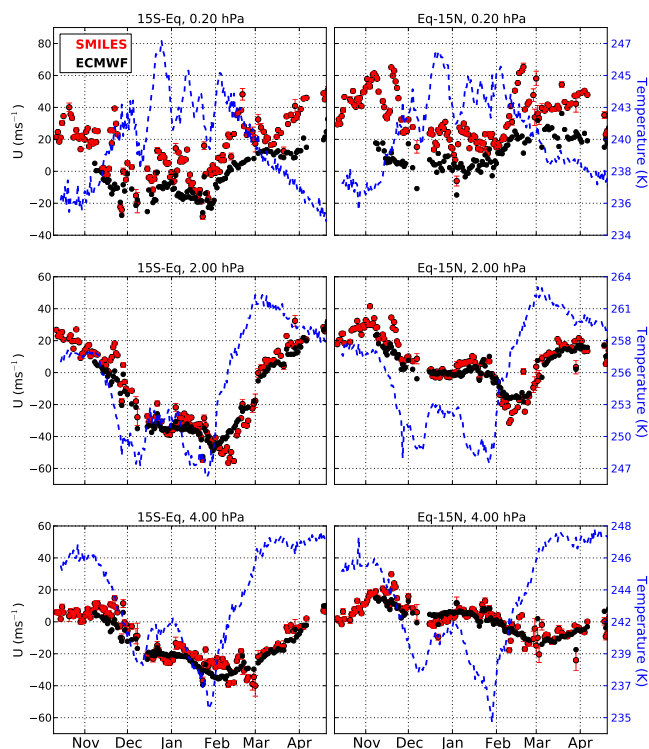 15S-Eq, 0.20 hPa
Eq-15N, 0.20 hPa
SMILES
ECMWF
U (ms⁻¹)
80
60
40
20
0
−20
−40
247
245
243
240
238
236
234
Temperature (K)
15S-Eq, 2.00 hPa
Eq-15N, 2.00 hPa
U (ms⁻¹)
60
40
20
0
−20
−40
−60
264
261
258
256
253
250
247
Temperature (K)
15S-Eq, 4.00 hPa
Eq-15N, 4.00 hPa
U (ms⁻¹)
60
40
20
0
−20
−40
−60
248
246
244
242
239
237
235
Temperature (K)
Nov Dec Jan Feb Mar Apr
Nov Dec Jan Feb Mar Apr